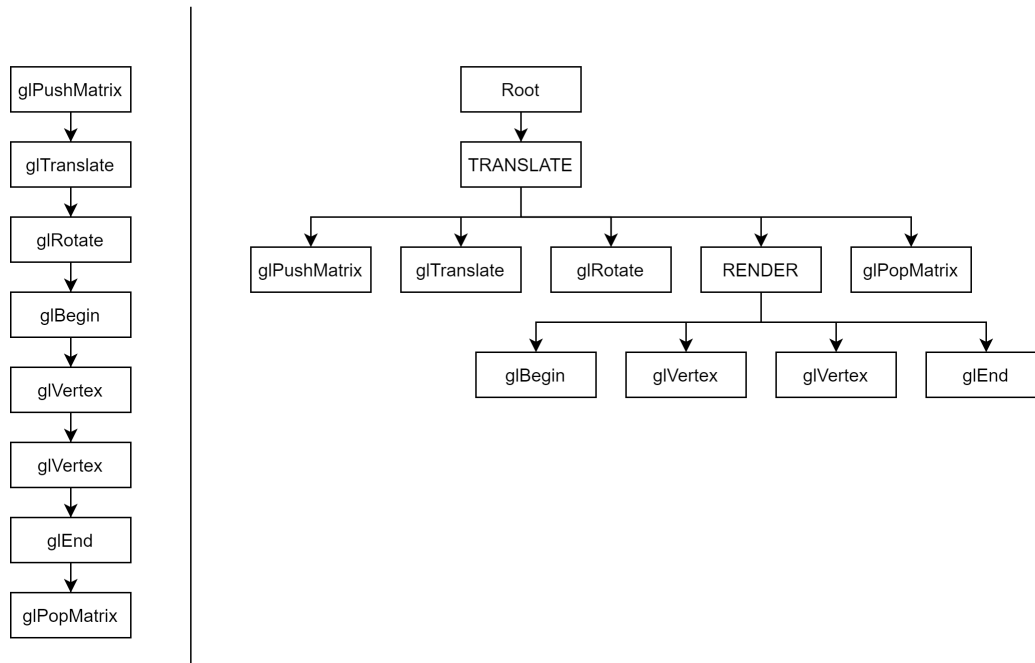 glPushMatrix
glTranslate
glRotate
glBegin
glVertex
glVertex
glEnd
glPopMatrix
Root
TRANSLATE
glPushMatrix
glTranslate
glRotate
RENDER
glPopMatrix
glBegin
glVertex
glVertex
glEnd